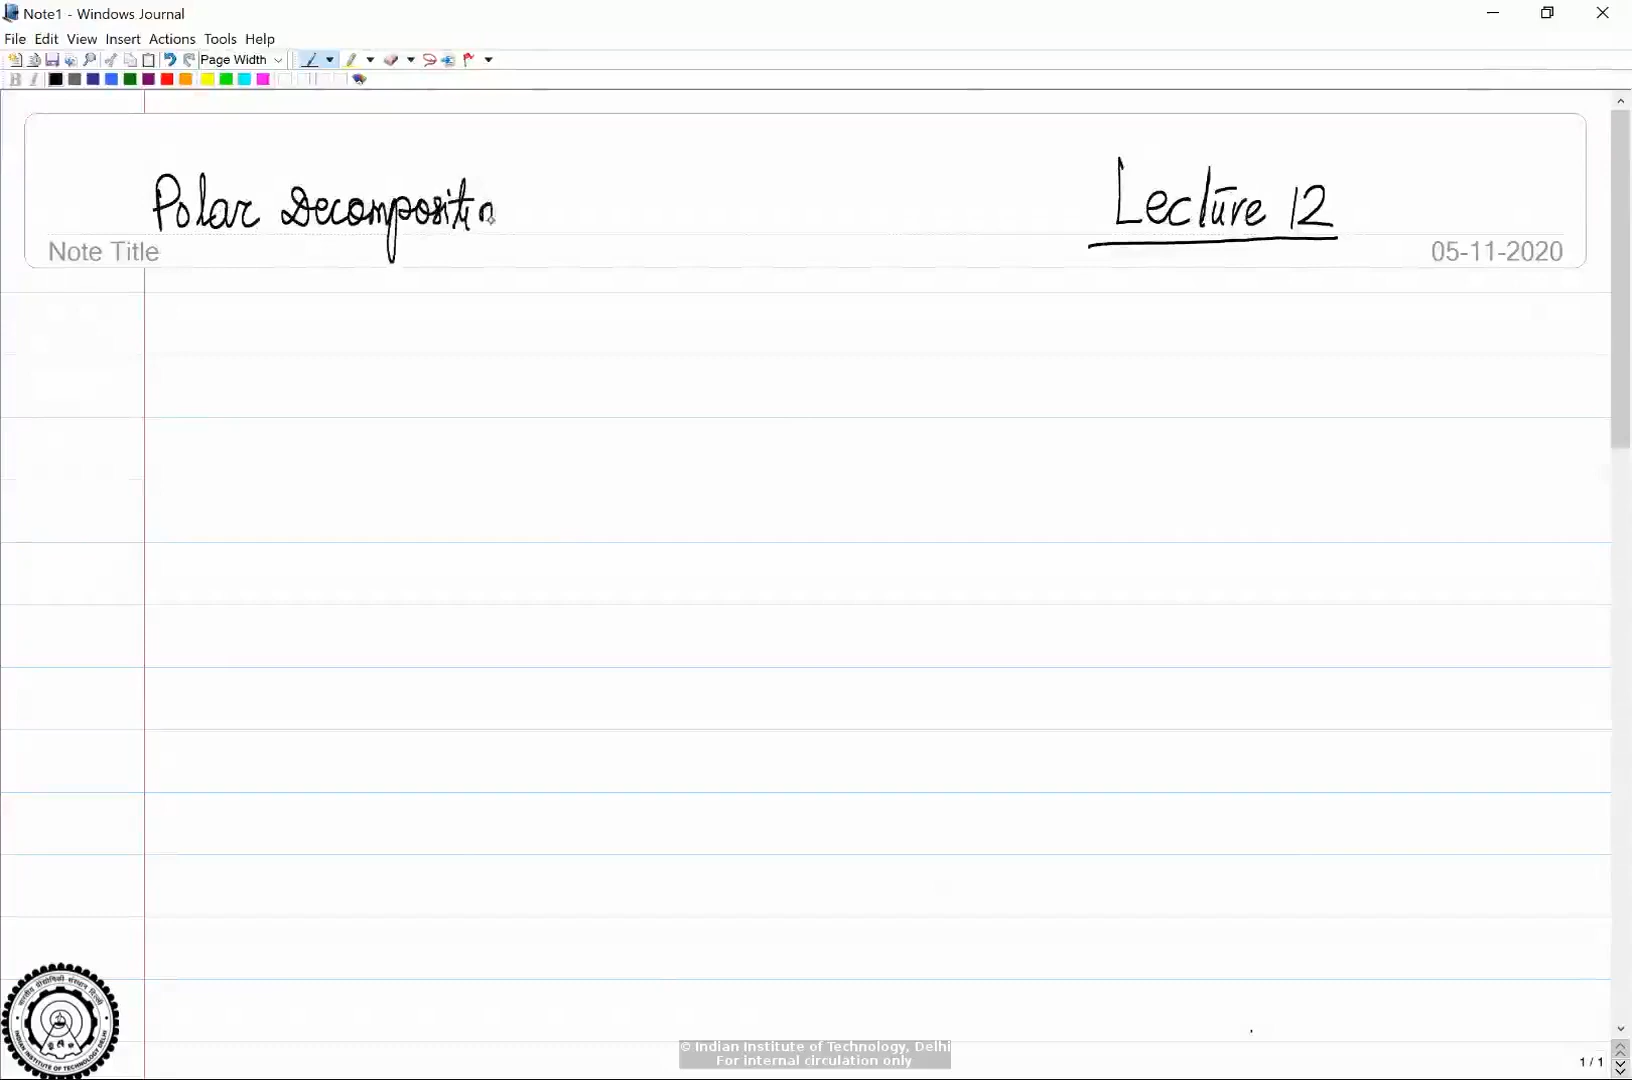 Note1 - Windows Journal
File Edit View Insert Actions Tools Help
Page Width
B I
Polar Decompositin
Lecture 12
Note Title
05-11-2020
© Indian Institute of Technology, Delhi
For internal circulation only
1 / 1